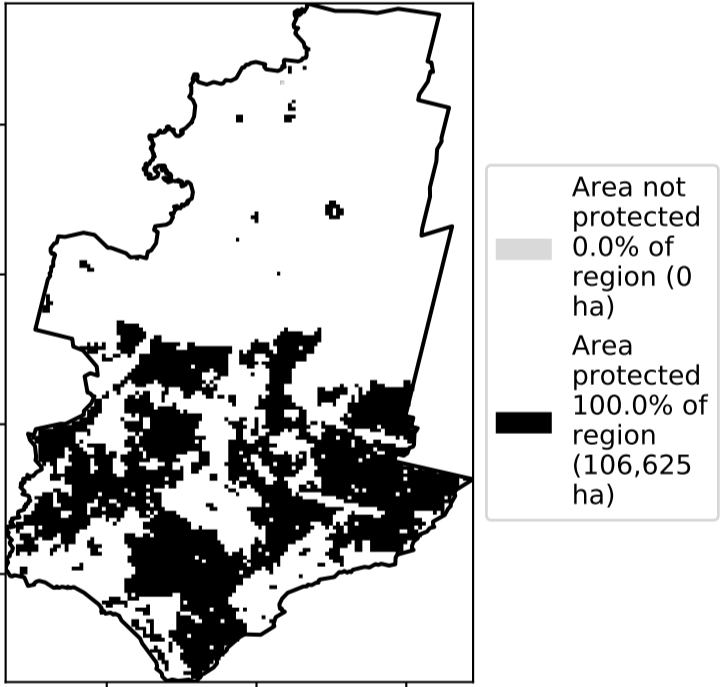 Area not
protected
0.0% of
region (0
ha)
Area
protected
100.0% of
region
(106,625
ha)